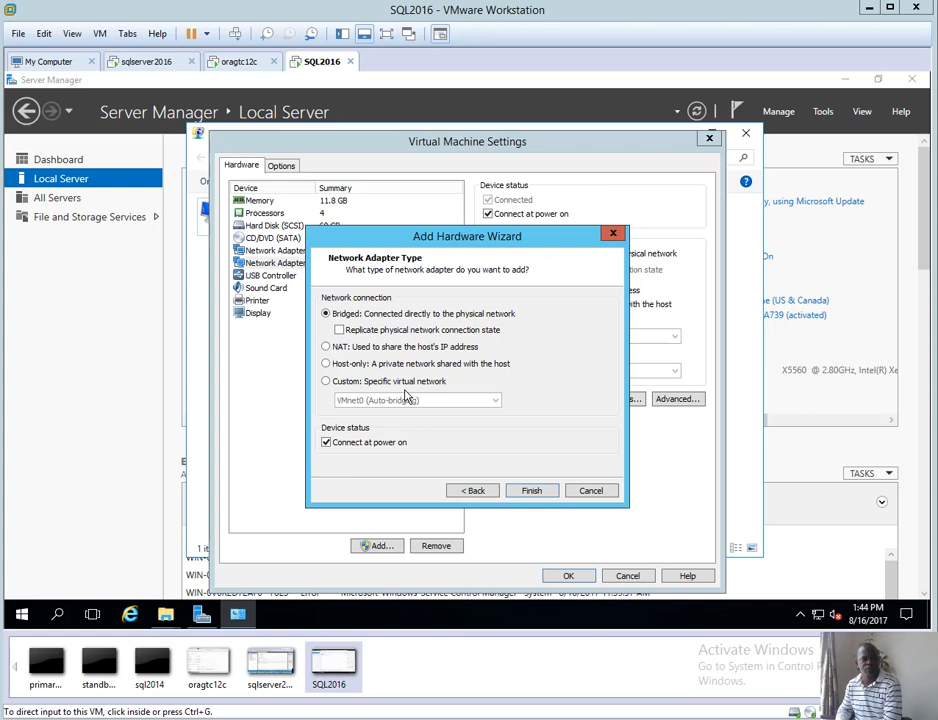 SQL2016 - VMware Workstation
File Edit View VM Tabs Help
My Computer sqlserver2016 oragtc12c SQL2016
Server Manager
Server Manager ‣ Local Server Manage Tools View Help
Dashboard
Local Server
All Servers
File and Storage Services
TASKS
Virtual Machine Settings
Hardware Options
Device Summary
Memory 11.8 GB
Processors 4
Hard Disk (SCSI)
CD/DVD (SATA)
Network Adapter
Network Adapter
USB Controller
Sound Card
Printer
Display
Device status
Connected
Connect at power on
Add... Remove
Advanced...
OK Cancel Help
Add Hardware Wizard
Network Adapter Type
What type of network adapter do you want to add?
Network connection
Bridged: Connected directly to the physical network
Replicate physical network connection state
NAT: Used to share the host's IP address
Host-only: A private network shared with the host
Custom: Specific virtual network
VMnet0 (Auto-bridging)
Device status
Connect at power on
< Back Finish Cancel
, using Microsoft Update
On
(US & Canada)
A739 (activated)
X5560 @ 2.80GHz, Intel(R) Xe
TASKS
1:44 PM
8/16/2017
Activate Windows
Go to System in Control P
Windows.
primar... standb... sql2014 oragtc12c sqlserver2... SQL2016
To direct input to this VM, click inside or press Ctrl+G.